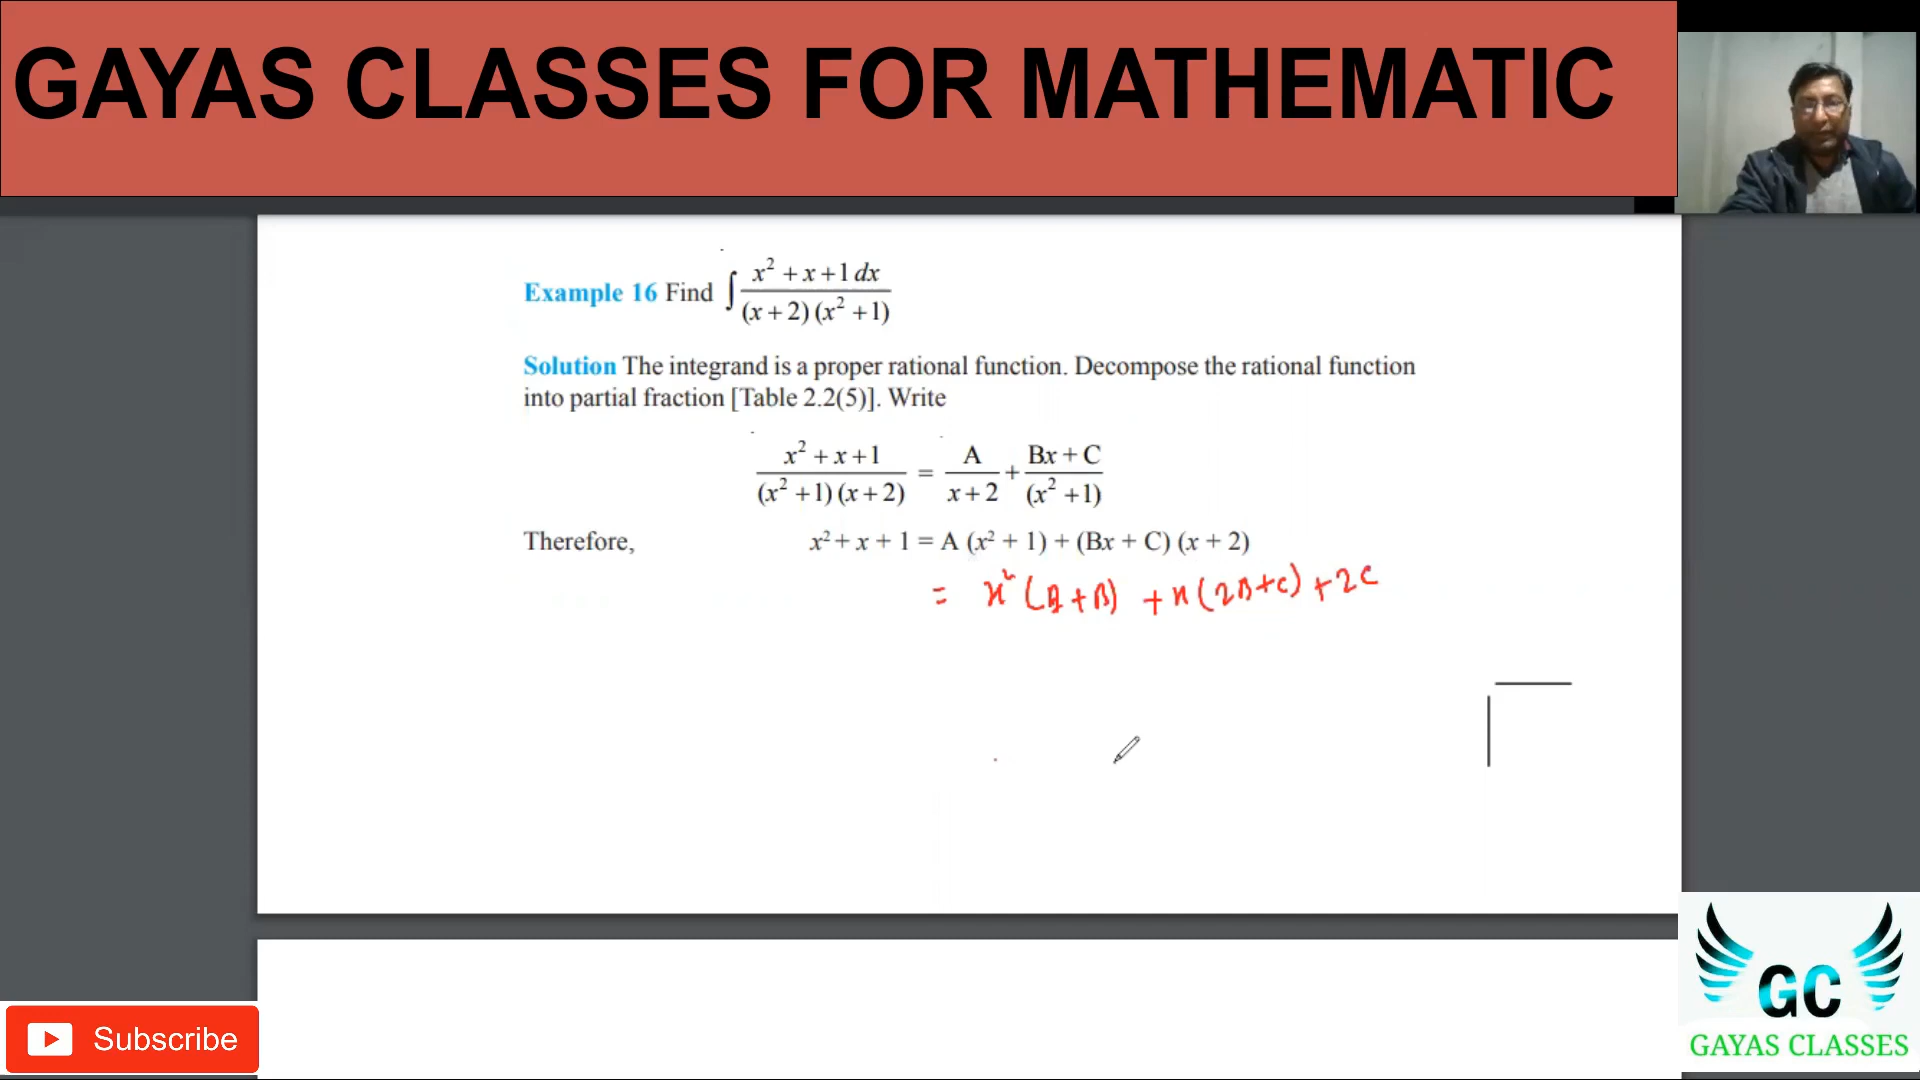 GAYAS CLASSES FOR MATHEMATIC
Example 16 Find ∫ x² + x + 1 dx / (x + 2) (x² + 1)
Solution The integrand is a proper rational function. Decompose the rational function
into partial fraction [Table 2.2(5)]. Write
x² + x + 1 / (x² + 1) (x + 2) = A / x + 2 + Bx + C / (x² + 1)
Therefore, x² + x + 1 = A (x² + 1) + (Bx + C) (x + 2)
= x² (A + B) + x (2B + C) + 2C
GC
GAYAS CLASSES
Subscribe